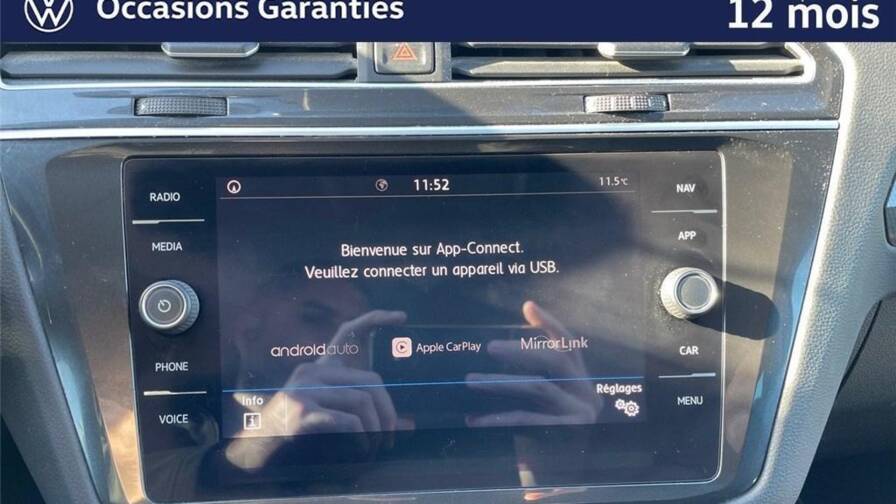 Occasions Garanties
12 mois
RADIO
MEDIA
PHONE
VOICE
11:52
11.5°C
Bienvenue sur App-Connect.
Veuillez connecter un appareil via USB.
androidauto
Apple CarPlay
MirrorLink
Info
Réglages
NAV
APP
CAR
MENU